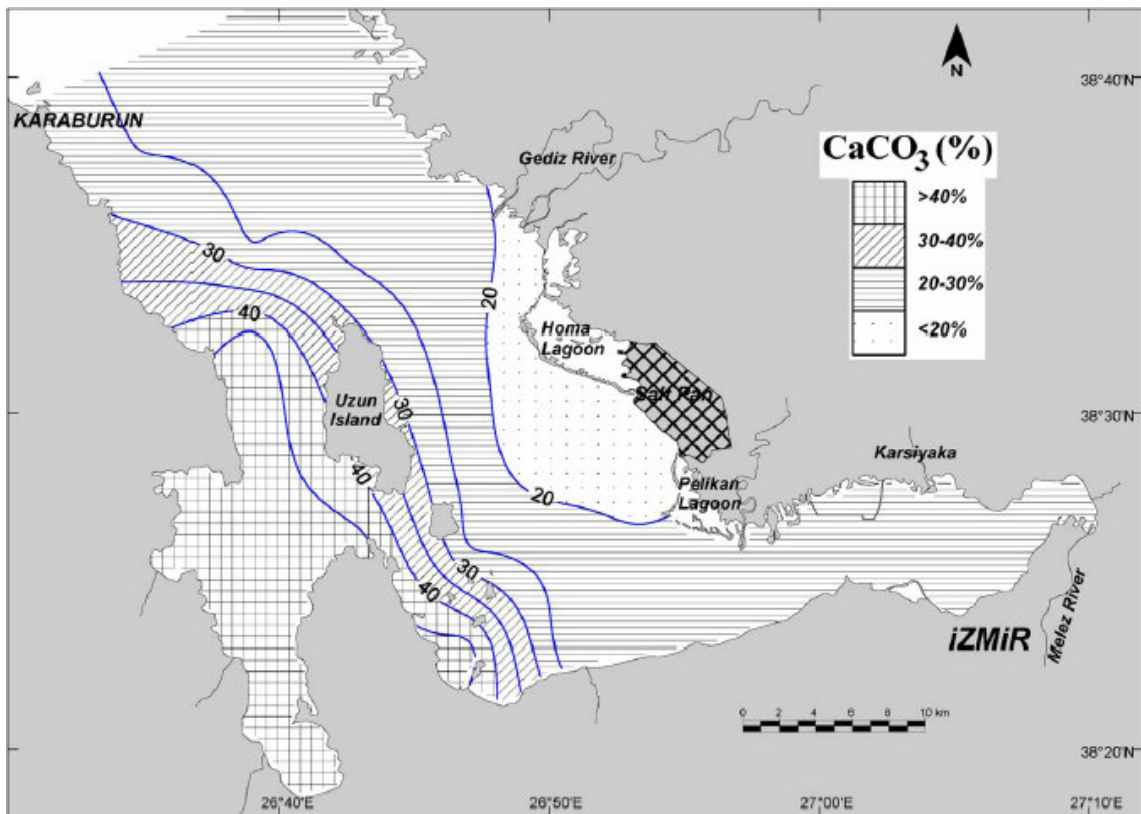 38°40'N
KARABURUN
Gediz River
CaCO3 (%)
>40%
30-40%
20-30%
<20%
30
20
40
Homa
Lagoon
Salt Pan
Uzun
Island
30
38°30'N
Karsiyaka
40
20
Pelikan
Lagoon
30
40
iZMiR
Melez River
0 2 4 6 8 10 km
38°20'N
26°40'E
26°50'E
27°00'E
27°10'E
N